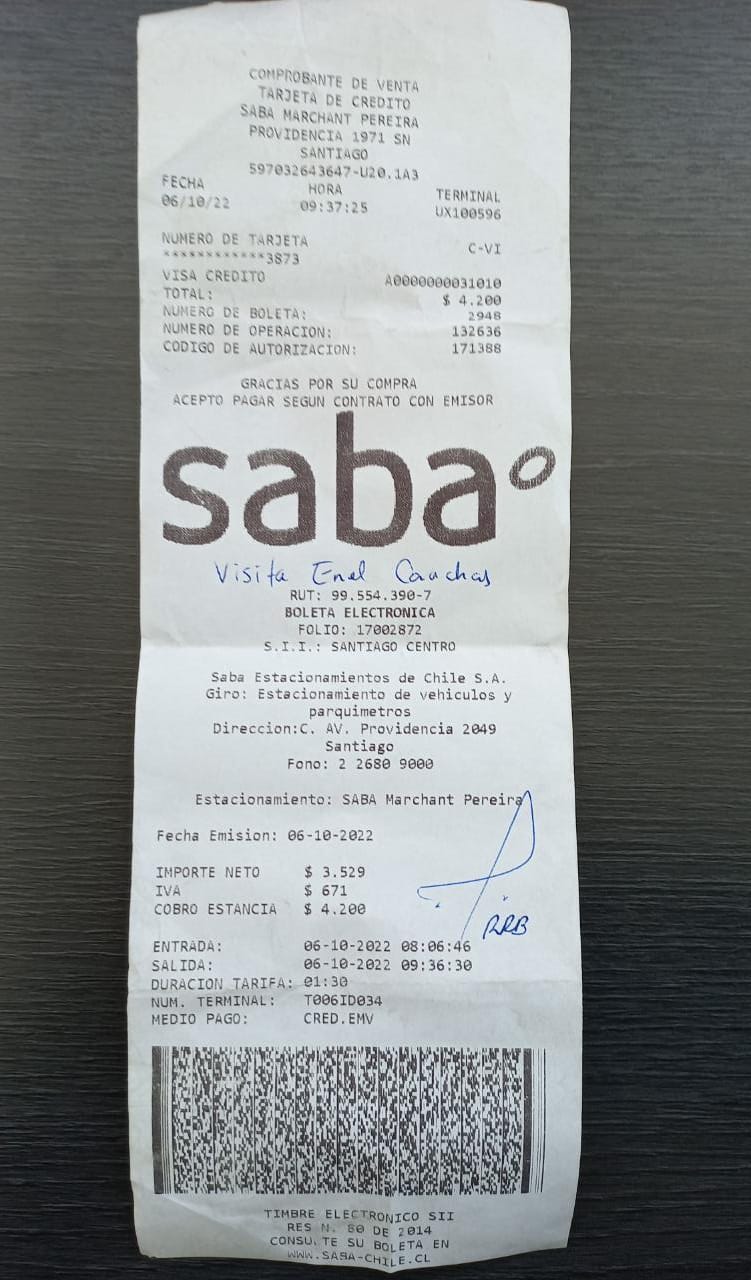 COMPROBANTE DE VENTA
TARJETA DE CREDITO
SABA MARCHANT PEREIRA
PROVIDENCIA 1971 SN
SANTIAGO
597032643647-U20.1A3
FECHA HORA TERMINAL
06/10/22 09:37:25 UX100596
NUMERO DE TARJETA C-VI
************3873
VISA CREDITO A0000000031010
TOTAL: $ 4.200
NUMERO DE BOLETA: 2948
NUMERO DE OPERACION: 132636
CODIGO DE AUTORIZACION: 171388
GRACIAS POR SU COMPRA
ACEPTO PAGAR SEGUN CONTRATO CON EMISOR
saba
Visita Enel
RUT: 99.554.390-7
BOLETA ELECTRONICA
FOLIO: 17002872
S.I.I.: SANTIAGO CENTRO
Saba Estacionamientos de Chile S.A.
Giro: Estacionamiento de vehiculos y
parquimetros
Direccion:C. AV. Providencia 2049
Santiago
Fono: 2 2680 9000
Estacionamiento: SABA Marchant Pereira
Fecha Emision: 06-10-2022
IMPORTE NETO $ 3.529
IVA $ 671
COBRO ESTANCIA $ 4.200
RRB
ENTRADA: 06-10-2022 08:06:46
SALIDA: 06-10-2022 09:36:30
DURACION TARIFA: 01:30
NUM. TERMINAL: T006ID034
MEDIO PAGO: CRED.EMV
TIMBRE ELECTRONICO SII
RES N. 80 DE 2014
CONSU.TE SU BOLETA EN
WWW.SABA-CHILE.CL